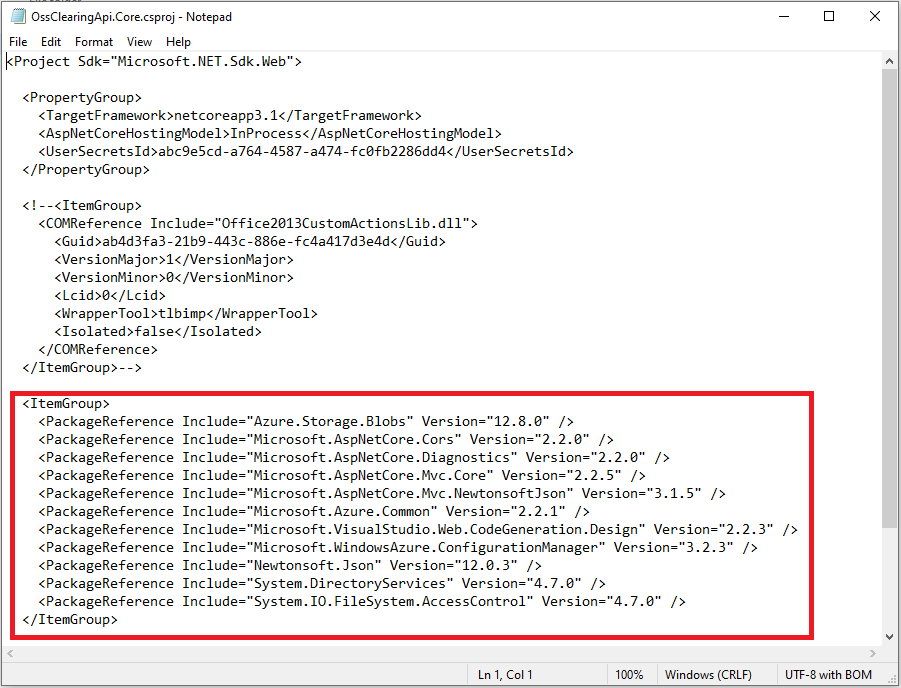 OssClearingApi.Core.csproj - Notepad
File Edit Format View Help
<Project Sdk="Microsoft.NET.Sdk.Web">
<PropertyGroup>
<TargetFramework>netcoreapp3.1</TargetFramework>
<AspNetCoreHostingModel>InProcess</AspNetCoreHostingModel>
<UserSecretsId>abc9e5cd-a764-4587-a474-fc0fb2286dd4</UserSecretsId>
</PropertyGroup>
<!--<ItemGroup>
<COMReference Include="Office2013CustomActionsLib.dll">
<Guid>ab4d3fa3-21b9-443c-886e-fc4a417d3e4d</Guid>
<VersionMajor>1</VersionMajor>
<VersionMinor>0</VersionMinor>
<Lcid>0</Lcid>
<WrapperTool>tlbimp</WrapperTool>
<Isolated>false</Isolated>
</COMReference>
</ItemGroup>-->
<ItemGroup>
<PackageReference Include="Azure.Storage.Blobs" Version="12.8.0" />
<PackageReference Include="Microsoft.AspNetCore.Cors" Version="2.2.0" />
<PackageReference Include="Microsoft.AspNetCore.Diagnostics" Version="2.2.0" />
<PackageReference Include="Microsoft.AspNetCore.Mvc.Core" Version="2.2.5" />
<PackageReference Include="Microsoft.AspNetCore.Mvc.NewtonsoftJson" Version="3.1.5" />
<PackageReference Include="Microsoft.Azure.Common" Version="2.2.1" />
<PackageReference Include="Microsoft.VisualStudio.Web.CodeGeneration.Design" Version="2.2.3" />
<PackageReference Include="Microsoft.WindowsAzure.ConfigurationManager" Version="3.2.3" />
<PackageReference Include="Newtonsoft.Json" Version="12.0.3" />
<PackageReference Include="System.DirectoryServices" Version="4.7.0" />
<PackageReference Include="System.IO.FileSystem.AccessControl" Version="4.7.0" />
</ItemGroup>
Ln 1, Col 1 100% Windows (CRLF) UTF-8 with BOM